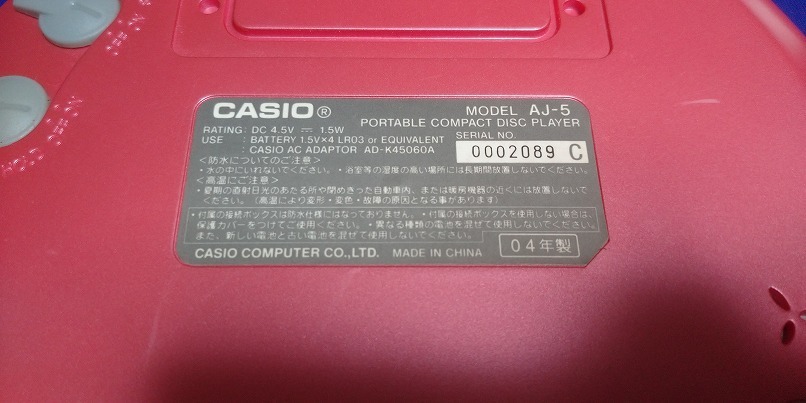 CASIO®
MODEL AJ-5
PORTABLE COMPACT DISC PLAYER
RATING: DC 4.5V ⎓ 1.5W
SERIAL NO.
USE : BATTERY 1.5V×4 LR03 or EQUIVALENT
: CASIO AC ADAPTOR AD-K45060A
0002089 C
<防水についてのご注意>
・水の中にいれないでください。・浴室等の湿度の高い場所には長期間放置しないでください。
<高温にご注意>
・夏期の直射日光のあたる所や閉めきった自動車内、または暖房機器の近くには放置しないで
ください。(高温により変形・変色・故障の原因となる事があります)
・付属の接続ボックスは防水仕様にはなっておりません。・付属の接続ボックスを使用しない場合は、
保護カバーをつけてご使用ください。・異なる種類の電池を混ぜて使用しないでください。
また、新しい電池と古い電池を混ぜて使用しないでください。
04年製
CASIO COMPUTER CO.,LTD. MADE IN CHINA